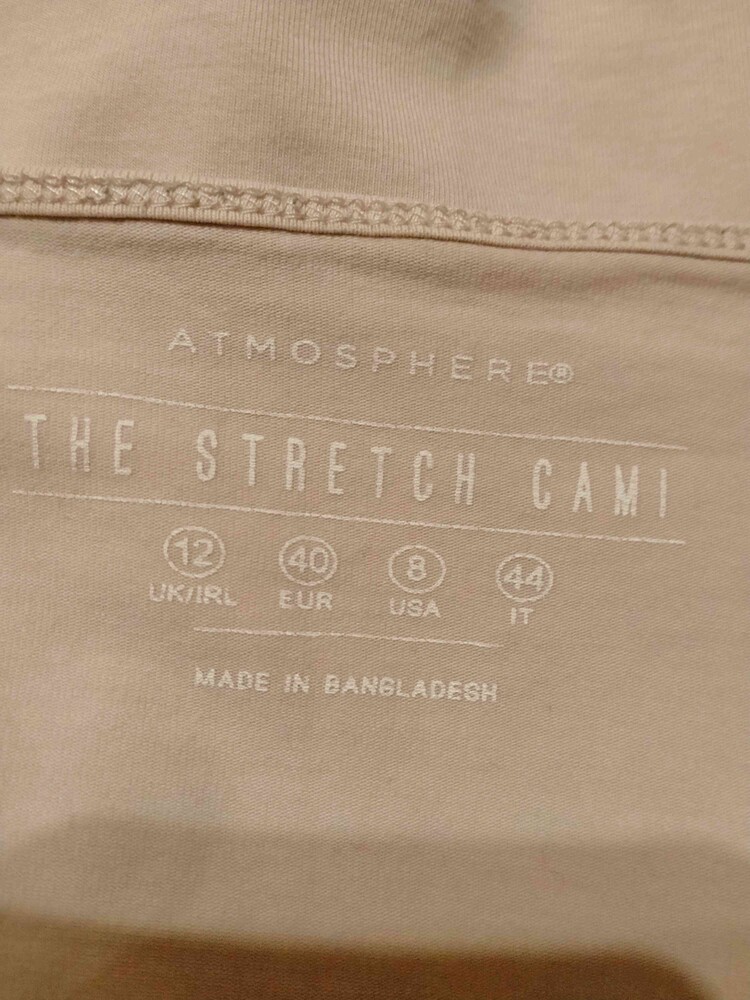 ATMOSPHERE®
THE STRETCH CAMI
12 40 8 44
UK/IRL EUR USA IT
MADE IN BANGLADESH